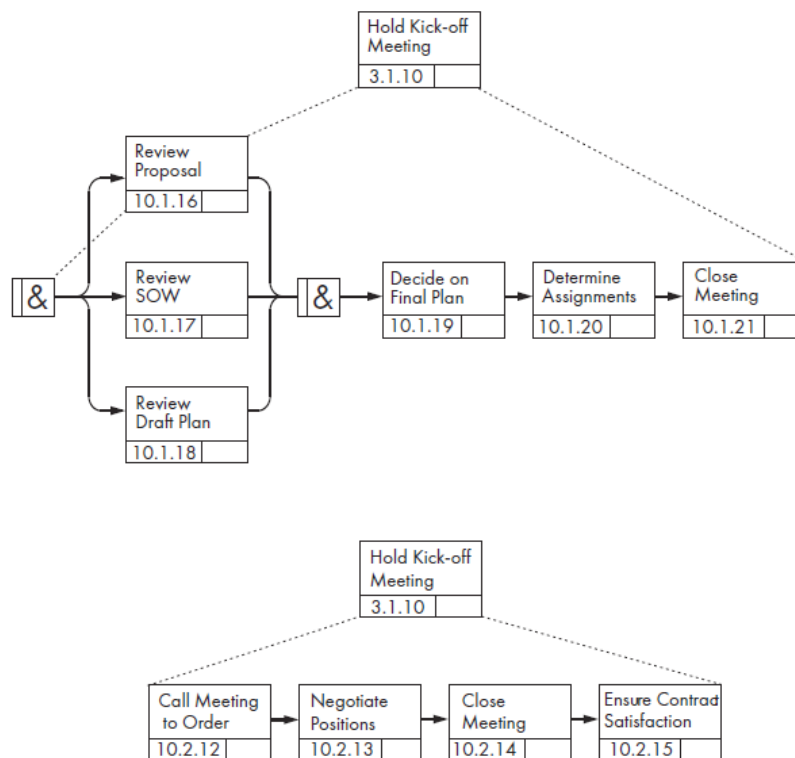 Hold Kick-off
Meeting
3.1.10
Review
Proposal
10.1.16
&
Review
SOW
10.1.17
&
Decide on
Final Plan
10.1.19
Determine
Assignments
10.1.20
Close
Meeting
10.1.21
Review
Draft Plan
10.1.18
Hold Kick-off
Meeting
3.1.10
Call Meeting
to Order
10.2.12
Negotiate
Positions
10.2.13
Close
Meeting
10.2.14
Ensure Contract
Satisfaction
10.2.15